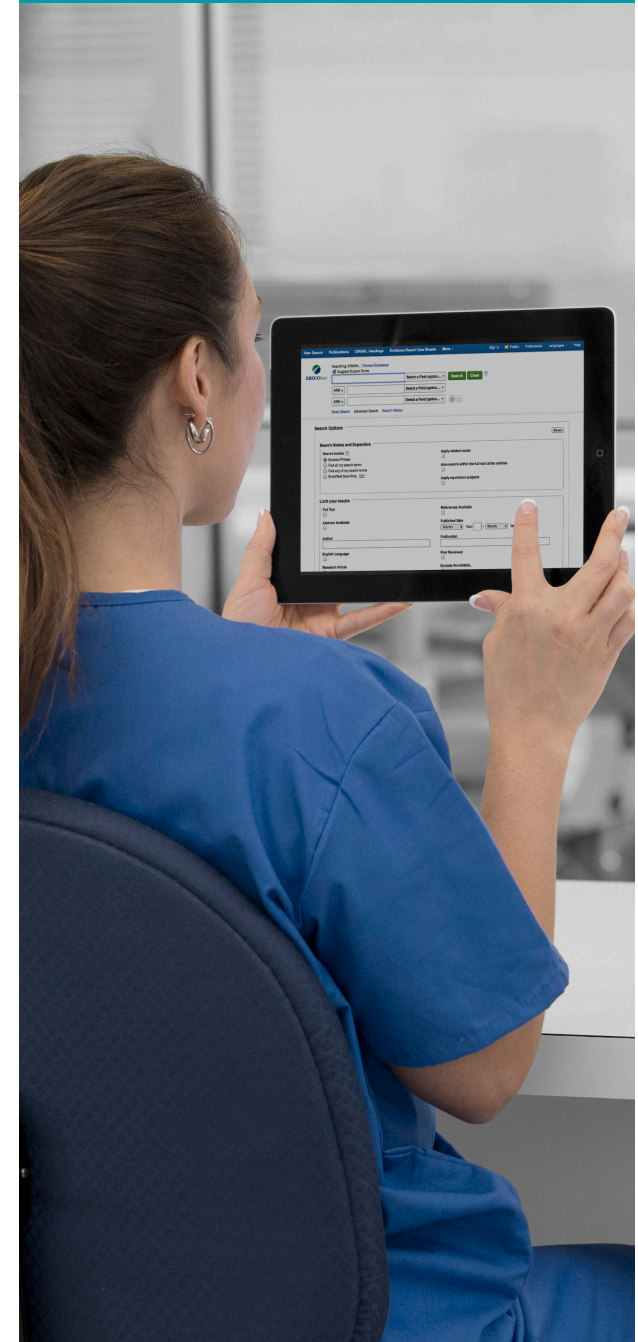 New Search Publications CINAHL Headings Evidence-Based Care Sheets More Sign In Folder Preferences Languages Help
EBSCOhost
Searching: CINAHL Choose Databases
Suggest Subject Terms
Select a Field (option... Search Clear
AND Select a Field (option...
AND Select a Field (option...
Basic Search Advanced Search Search History
Search Options
Reset
Search Modes and Expanders
Search modes
Boolean/Phrase
Find all my search terms
Find any of my search terms
SmartText Searching
Apply related words
Also search within the full text of the articles
Apply equivalent subjects
Limit your results
Full Text
References Available
Abstract Available
Published Date
Month Year Month
Author
Publication
English Language
Peer Reviewed
Research Article
Exclude Pre-CINAHL